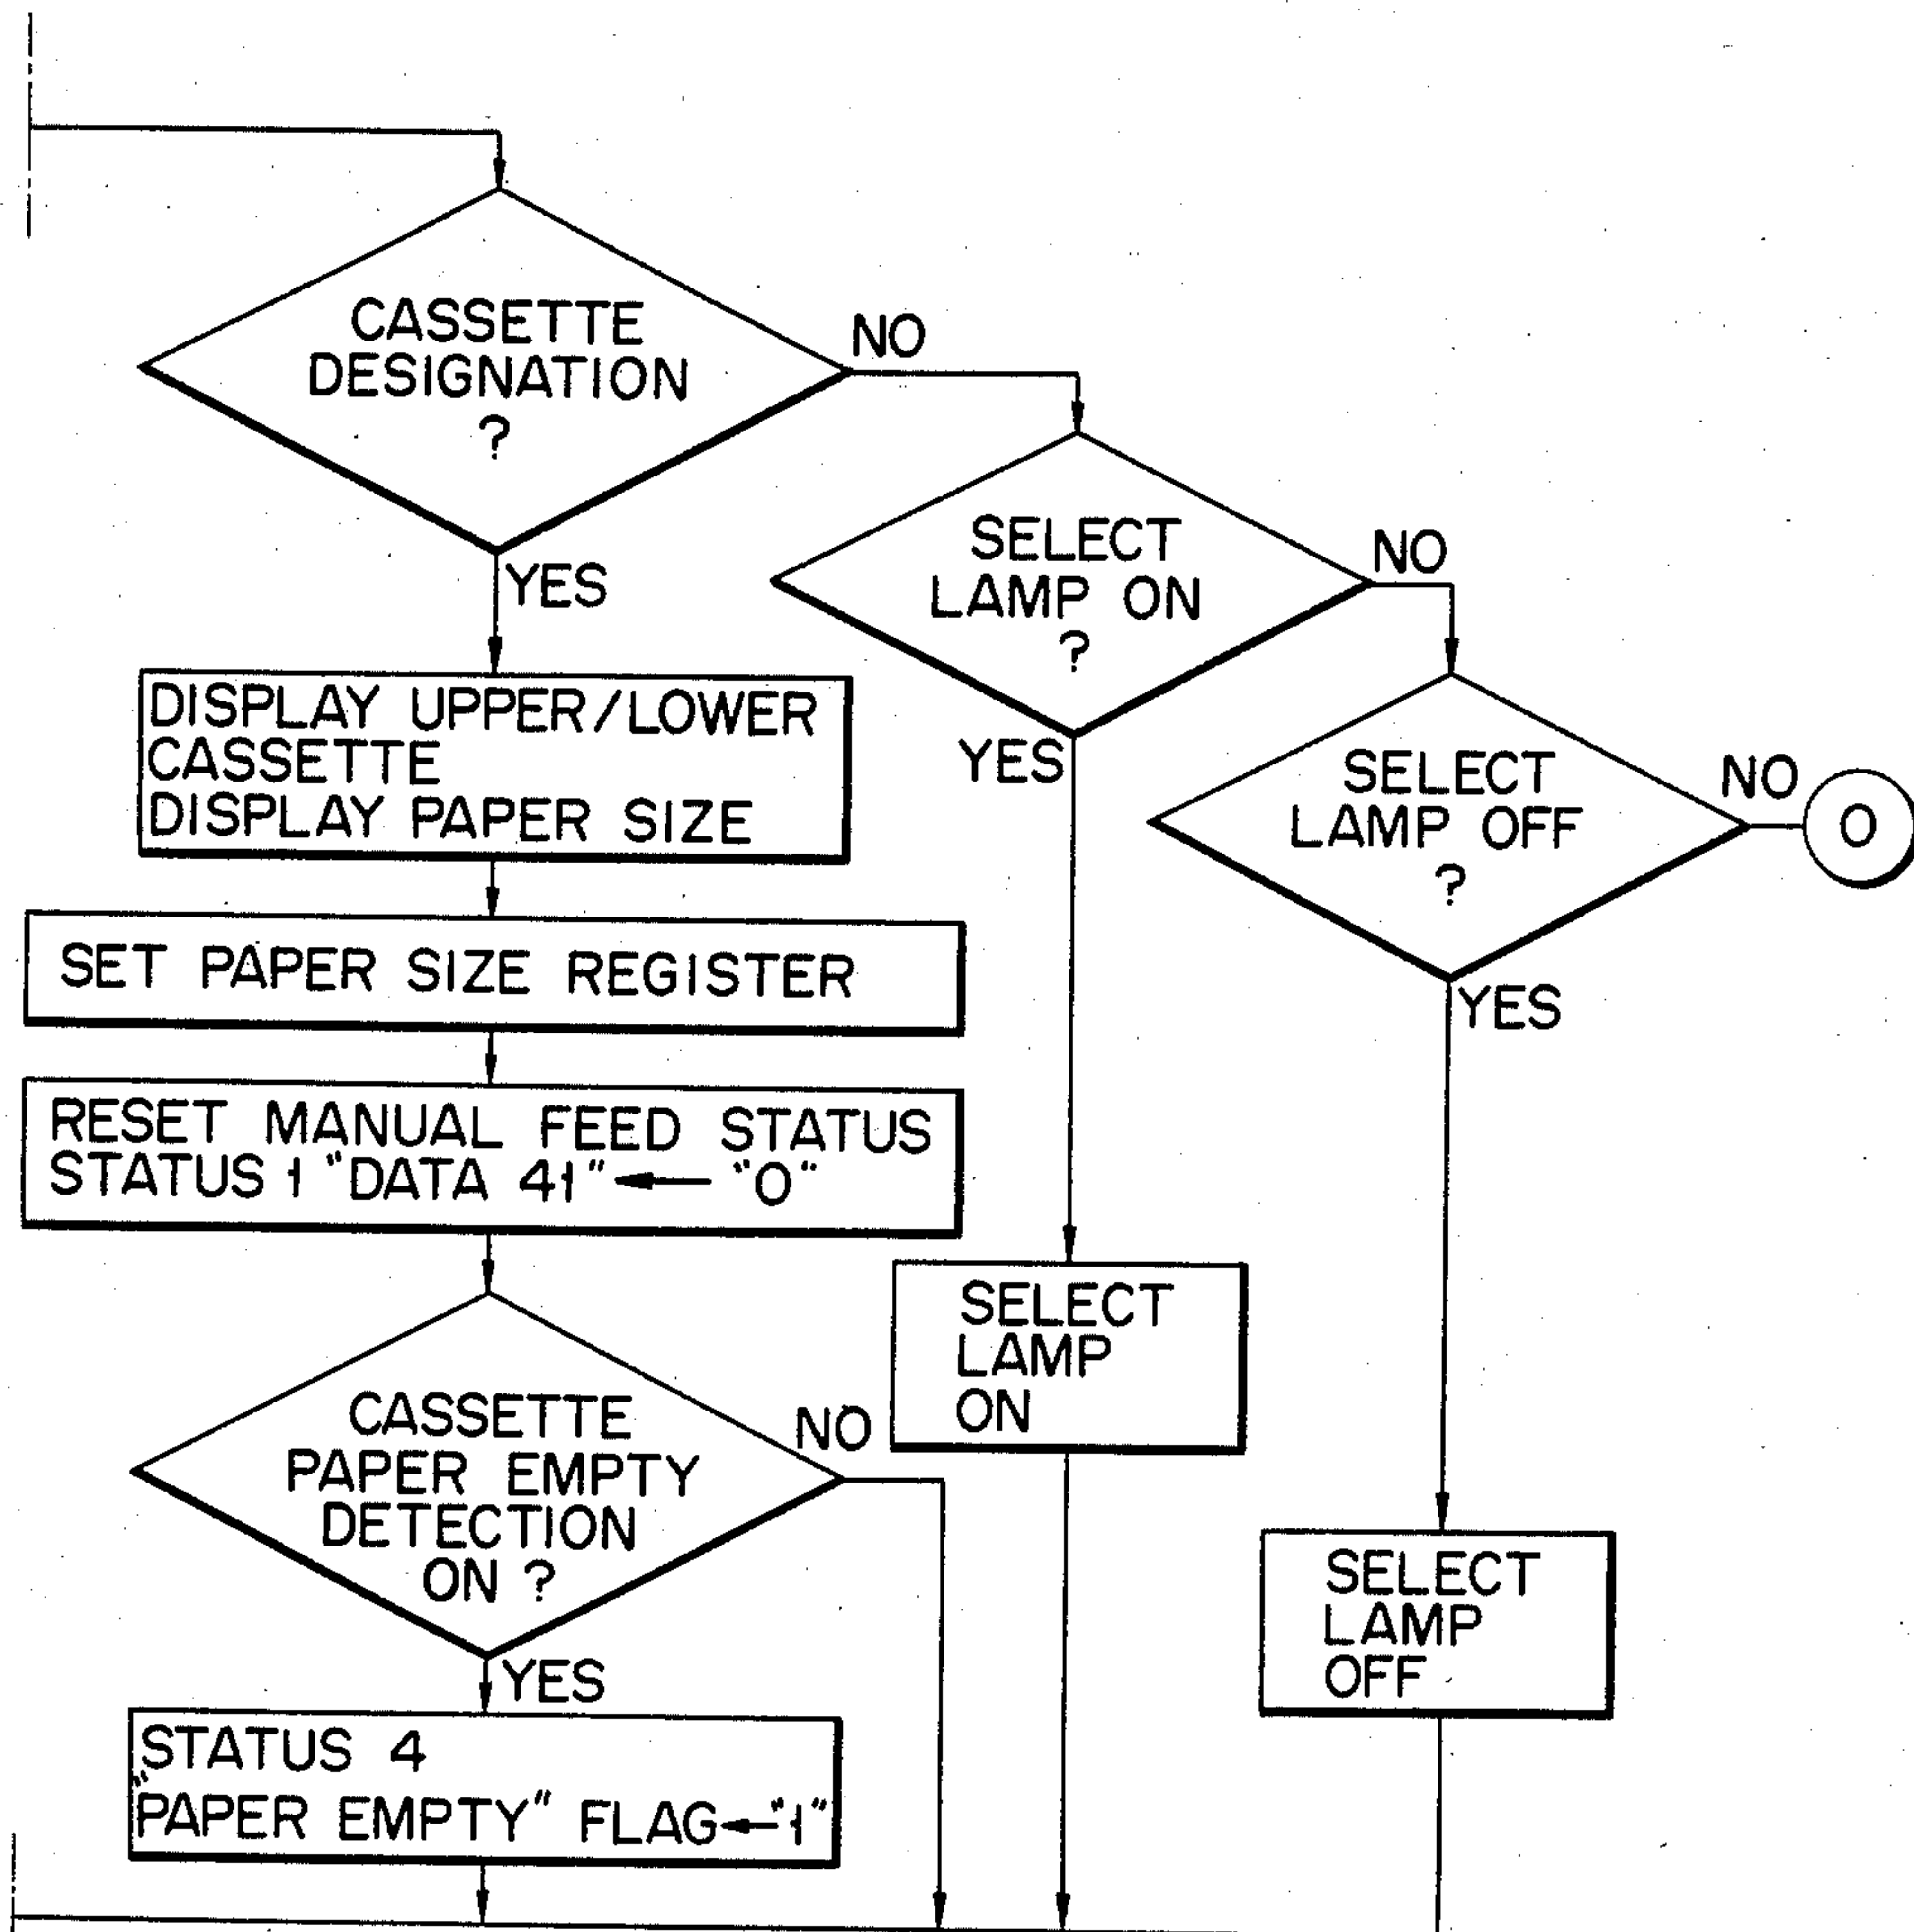 CASSETTE
DESIGNATION
?
NO
YES
SELECT
LAMP ON
?
NO
YES
SELECT
LAMP OFF
?
NO
O
YES
DISPLAY UPPER/LOWER
CASSETTE
DISPLAY PAPER SIZE
SET PAPER SIZE REGISTER
RESET MANUAL FEED STATUS
STATUS 1 "DATA 41" ← "0"
CASSETTE
PAPER EMPTY
DETECTION
ON ?
NO
YES
SELECT
LAMP
ON
SELECT
LAMP
OFF
STATUS 4
"PAPER EMPTY" FLAG ← "1"